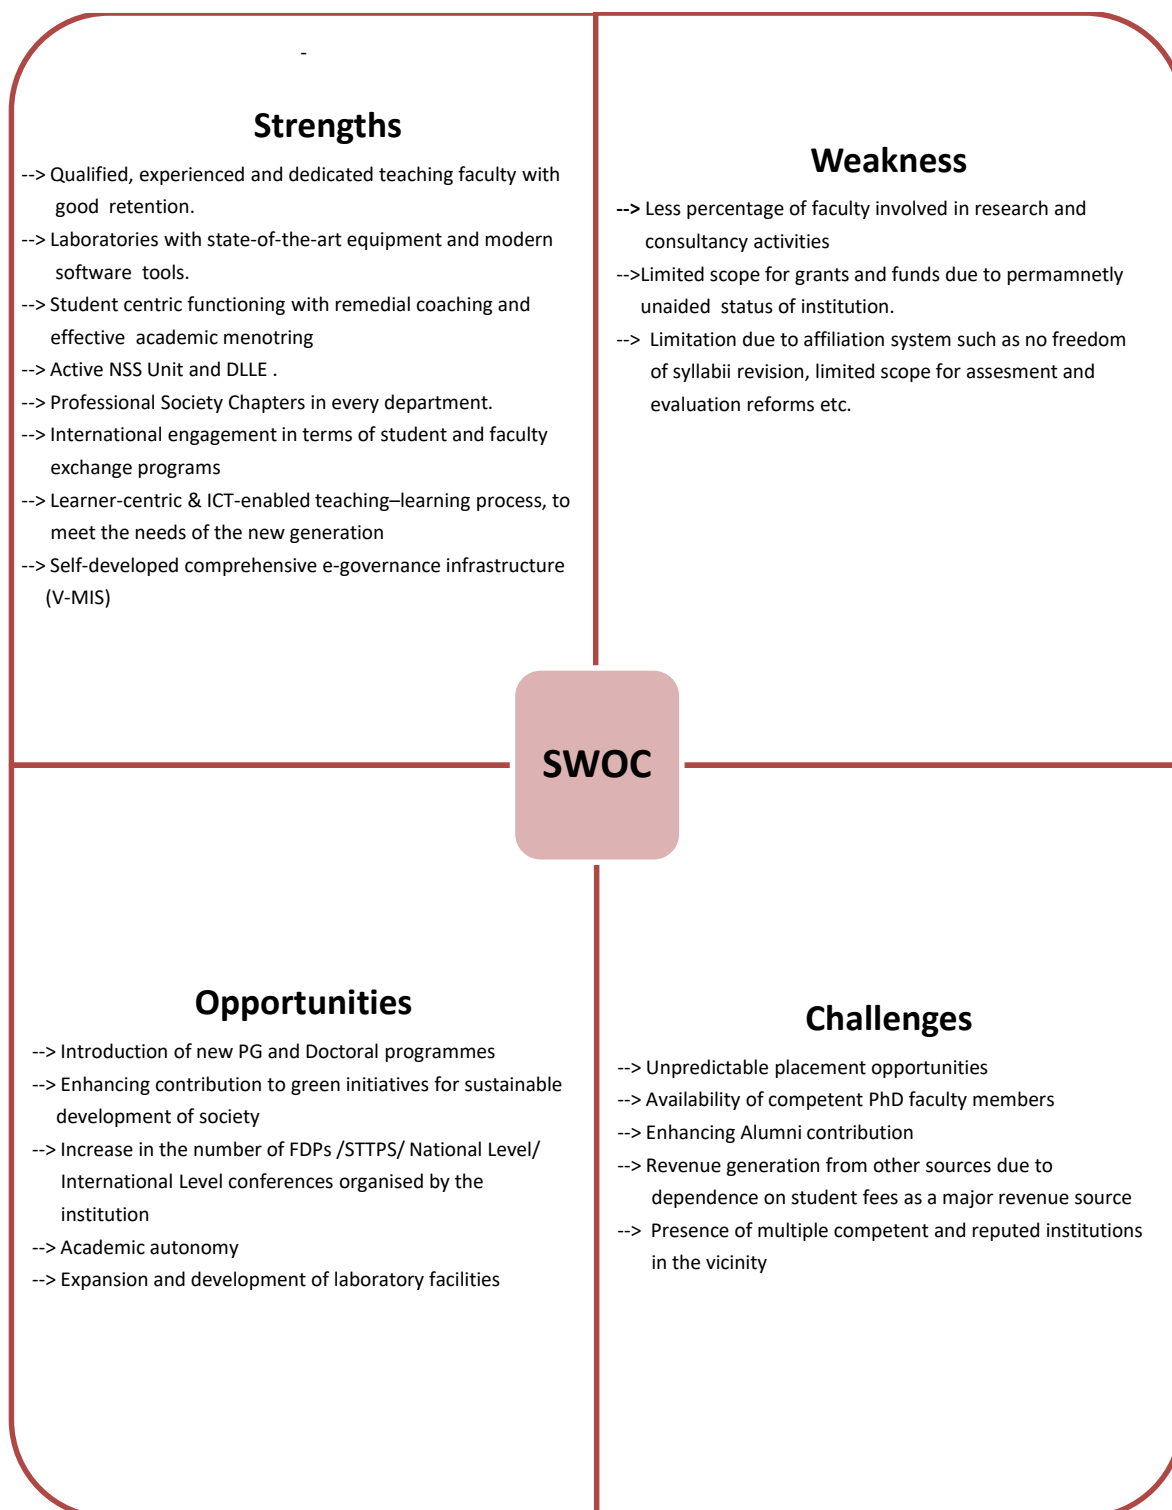 -
Strengths
--> Qualified, experienced and dedicated teaching faculty with
good retention.
--> Laboratories with state-of-the-art equipment and modern
software tools.
--> Student centric functioning with remedial coaching and
effective academic menotring
--> Active NSS Unit and DLLE .
--> Professional Society Chapters in every department.
--> International engagement in terms of student and faculty
exchange programs
--> Learner-centric & ICT-enabled teaching–learning process, to
meet the needs of the new generation
--> Self-developed comprehensive e-governance infrastructure
(V-MIS)
Weakness
--> Less percentage of faculty involved in research and
consultancy activities
-->Limited scope for grants and funds due to permamnetly
unaided status of institution.
--> Limitation due to affiliation system such as no freedom
of syllabii revision, limited scope for assesment and
evaluation reforms etc.
SWOC
Opportunities
--> Introduction of new PG and Doctoral programmes
--> Enhancing contribution to green initiatives for sustainable
development of society
--> Increase in the number of FDPs /STTPS/ National Level/
International Level conferences organised by the
institution
--> Academic autonomy
--> Expansion and development of laboratory facilities
Challenges
--> Unpredictable placement opportunities
--> Availability of competent PhD faculty members
--> Enhancing Alumni contribution
--> Revenue generation from other sources due to
dependence on student fees as a major revenue source
--> Presence of multiple competent and reputed institutions
in the vicinity